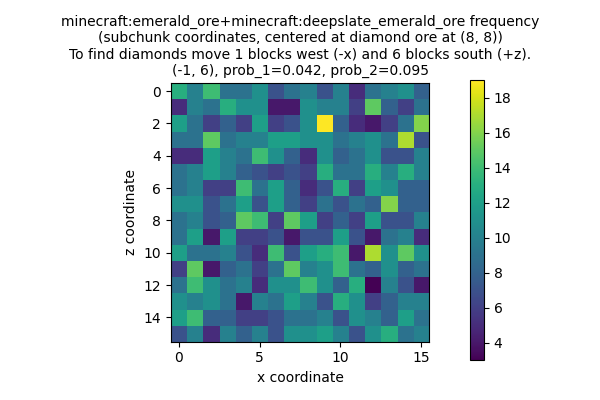 minecraft:emerald_ore+minecraft:deepslate_emerald_ore frequency
(subchunk coordinates, centered at diamond ore at (8, 8))
To find diamonds move 1 blocks west (-x) and 6 blocks south (+z).
(-1, 6), prob_1=0.042, prob_2=0.095
0
2
4
6
8
10
12
14
z coordinate
0 5 10 15
x coordinate
18
16
14
12
10
8
6
4